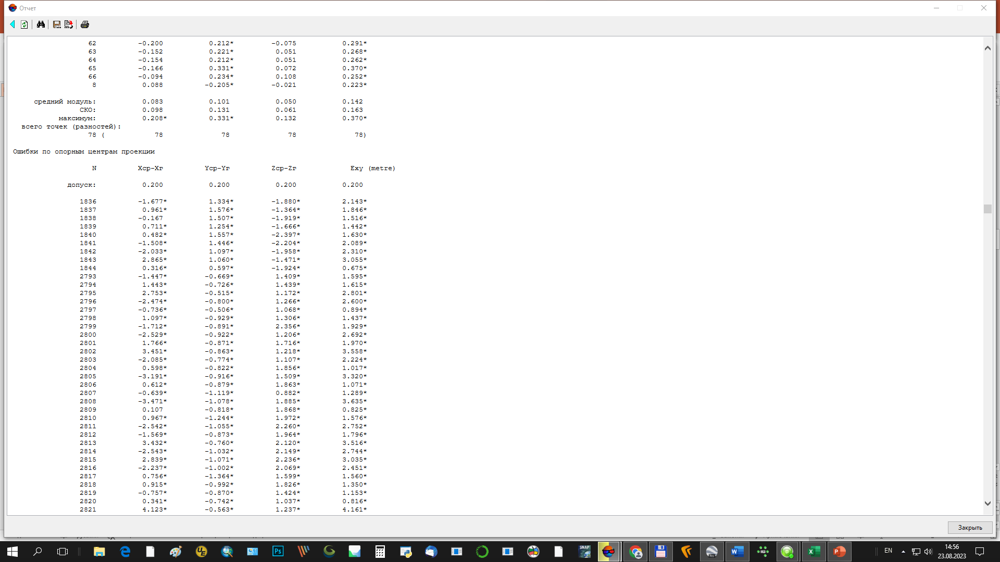 Отчет
62 -0.200 0.212* -0.075 0.291*
63 -0.152 0.221* 0.051 0.268*
64 -0.154 0.212* 0.051 0.262*
65 -0.166 0.331* 0.072 0.370*
66 -0.094 0.234* 0.108 0.252*
8 0.088 -0.205* -0.021 0.223*
средний модуль: 0.083 0.101 0.050 0.142
СКО: 0.098 0.131 0.061 0.163
максимум: 0.208* 0.331* 0.132 0.370*
всего точек (разностей):
78 ( 78 78 78 78)
Ошибки по опорным центрам проекции
N Xср-Xг Yср-Yг Zср-Zг Exy (metre)
допуск: 0.200 0.200 0.200 0.200
1836 -1.677* 1.334* -1.880* 2.143*
1837 0.961* 1.576* -1.364* 1.846*
1838 -0.167 1.507* -1.919* 1.516*
1839 0.711* 1.254* -1.666* 1.442*
1840 0.482* 1.557* -2.397* 1.630*
1841 -1.508* 1.446* -2.204* 2.089*
1842 -2.033* 1.097* -1.958* 2.310*
1843 2.865* 1.060* -1.471* 3.055*
1844 0.316* 0.597* -1.924* 0.675*
2793 -1.447* -0.669* 1.409* 1.595*
2794 1.443* -0.726* 1.439* 1.615*
2795 2.753* -0.515* 1.172* 2.801*
2796 -2.474* -0.800* 1.266* 2.600*
2797 -0.736* -0.506* 1.068* 0.894*
2798 1.097* -0.929* 1.306* 1.437*
2799 -1.712* -0.891* 2.356* 1.929*
2800 -2.529* -0.922* 1.206* 2.692*
2801 1.766* -0.871* 1.716* 1.970*
2802 3.451* -0.863* 1.218* 3.558*
2803 -2.085* -0.774* 1.107* 2.224*
2804 0.598* -0.822* 1.856* 1.017*
2805 -3.191* -0.916* 1.509* 3.320*
2806 0.612* -0.879* 1.863* 1.071*
2807 -0.639* -1.119* 0.882* 1.289*
2808 -3.471* -1.078* 1.885* 3.635*
2809 0.107 -0.818* 1.868* 0.825*
2810 0.967* -1.244* 1.972* 1.576*
2811 -2.542* -1.055* 2.260* 2.752*
2812 -1.569* -0.873* 1.964* 1.796*
2813 3.432* -0.760* 2.120* 3.516*
2814 -2.543* -1.032* 2.149* 2.744*
2815 2.839* -1.071* 2.236* 3.035*
2816 -2.237* -1.002* 2.069* 2.451*
2817 0.756* -1.364* 1.599* 1.560*
2818 0.915* -0.992* 1.826* 1.350*
2819 -0.757* -0.870* 1.424* 1.153*
2820 0.341* -0.742* 1.037* 0.816*
2821 4.123* -0.563* 1.237* 4.161*
Закрыть
EN
14:56
23.08.2023